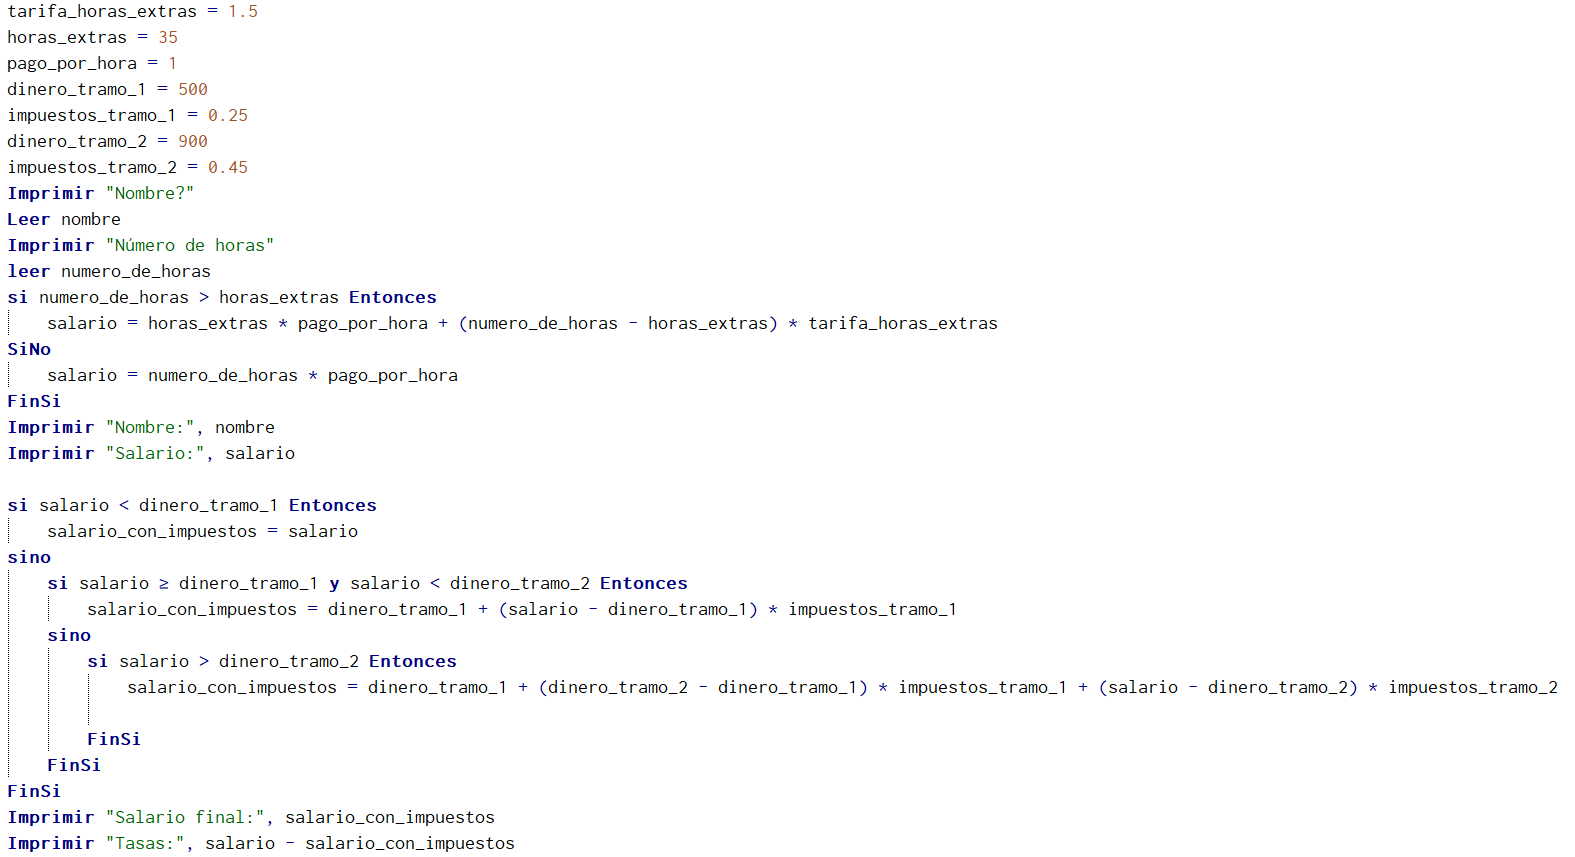 tarifa_horas_extras = 1.5
horas_extras = 35
pago_por_hora = 1
dinero_tramo_1 = 500
impuestos_tramo_1 = 0.25
dinero_tramo_2 = 900
impuestos_tramo_2 = 0.45
Imprimir "Nombre?"
Leer nombre
Imprimir "Número de horas"
leer numero_de_horas
si numero_de_horas > horas_extras Entonces
    salario = horas_extras * pago_por_hora + (numero_de_horas - horas_extras) * tarifa_horas_extras
SiNo
    salario = numero_de_horas * pago_por_hora
FinSi
Imprimir "Nombre:", nombre
Imprimir "Salario:", salario
si salario < dinero_tramo_1 Entonces
    salario_con_impuestos = salario
sino
    si salario ≥ dinero_tramo_1 y salario < dinero_tramo_2 Entonces
        salario_con_impuestos = dinero_tramo_1 + (salario - dinero_tramo_1) * impuestos_tramo_1
    sino
        si salario > dinero_tramo_2 Entonces
            salario_con_impuestos = dinero_tramo_1 + (dinero_tramo_2 - dinero_tramo_1) * impuestos_tramo_1 + (salario - dinero_tramo_2) * impuestos_tramo_2
        FinSi
    FinSi
FinSi
Imprimir "Salario final:", salario_con_impuestos
Imprimir "Tasas:", salario - salario_con_impuestos